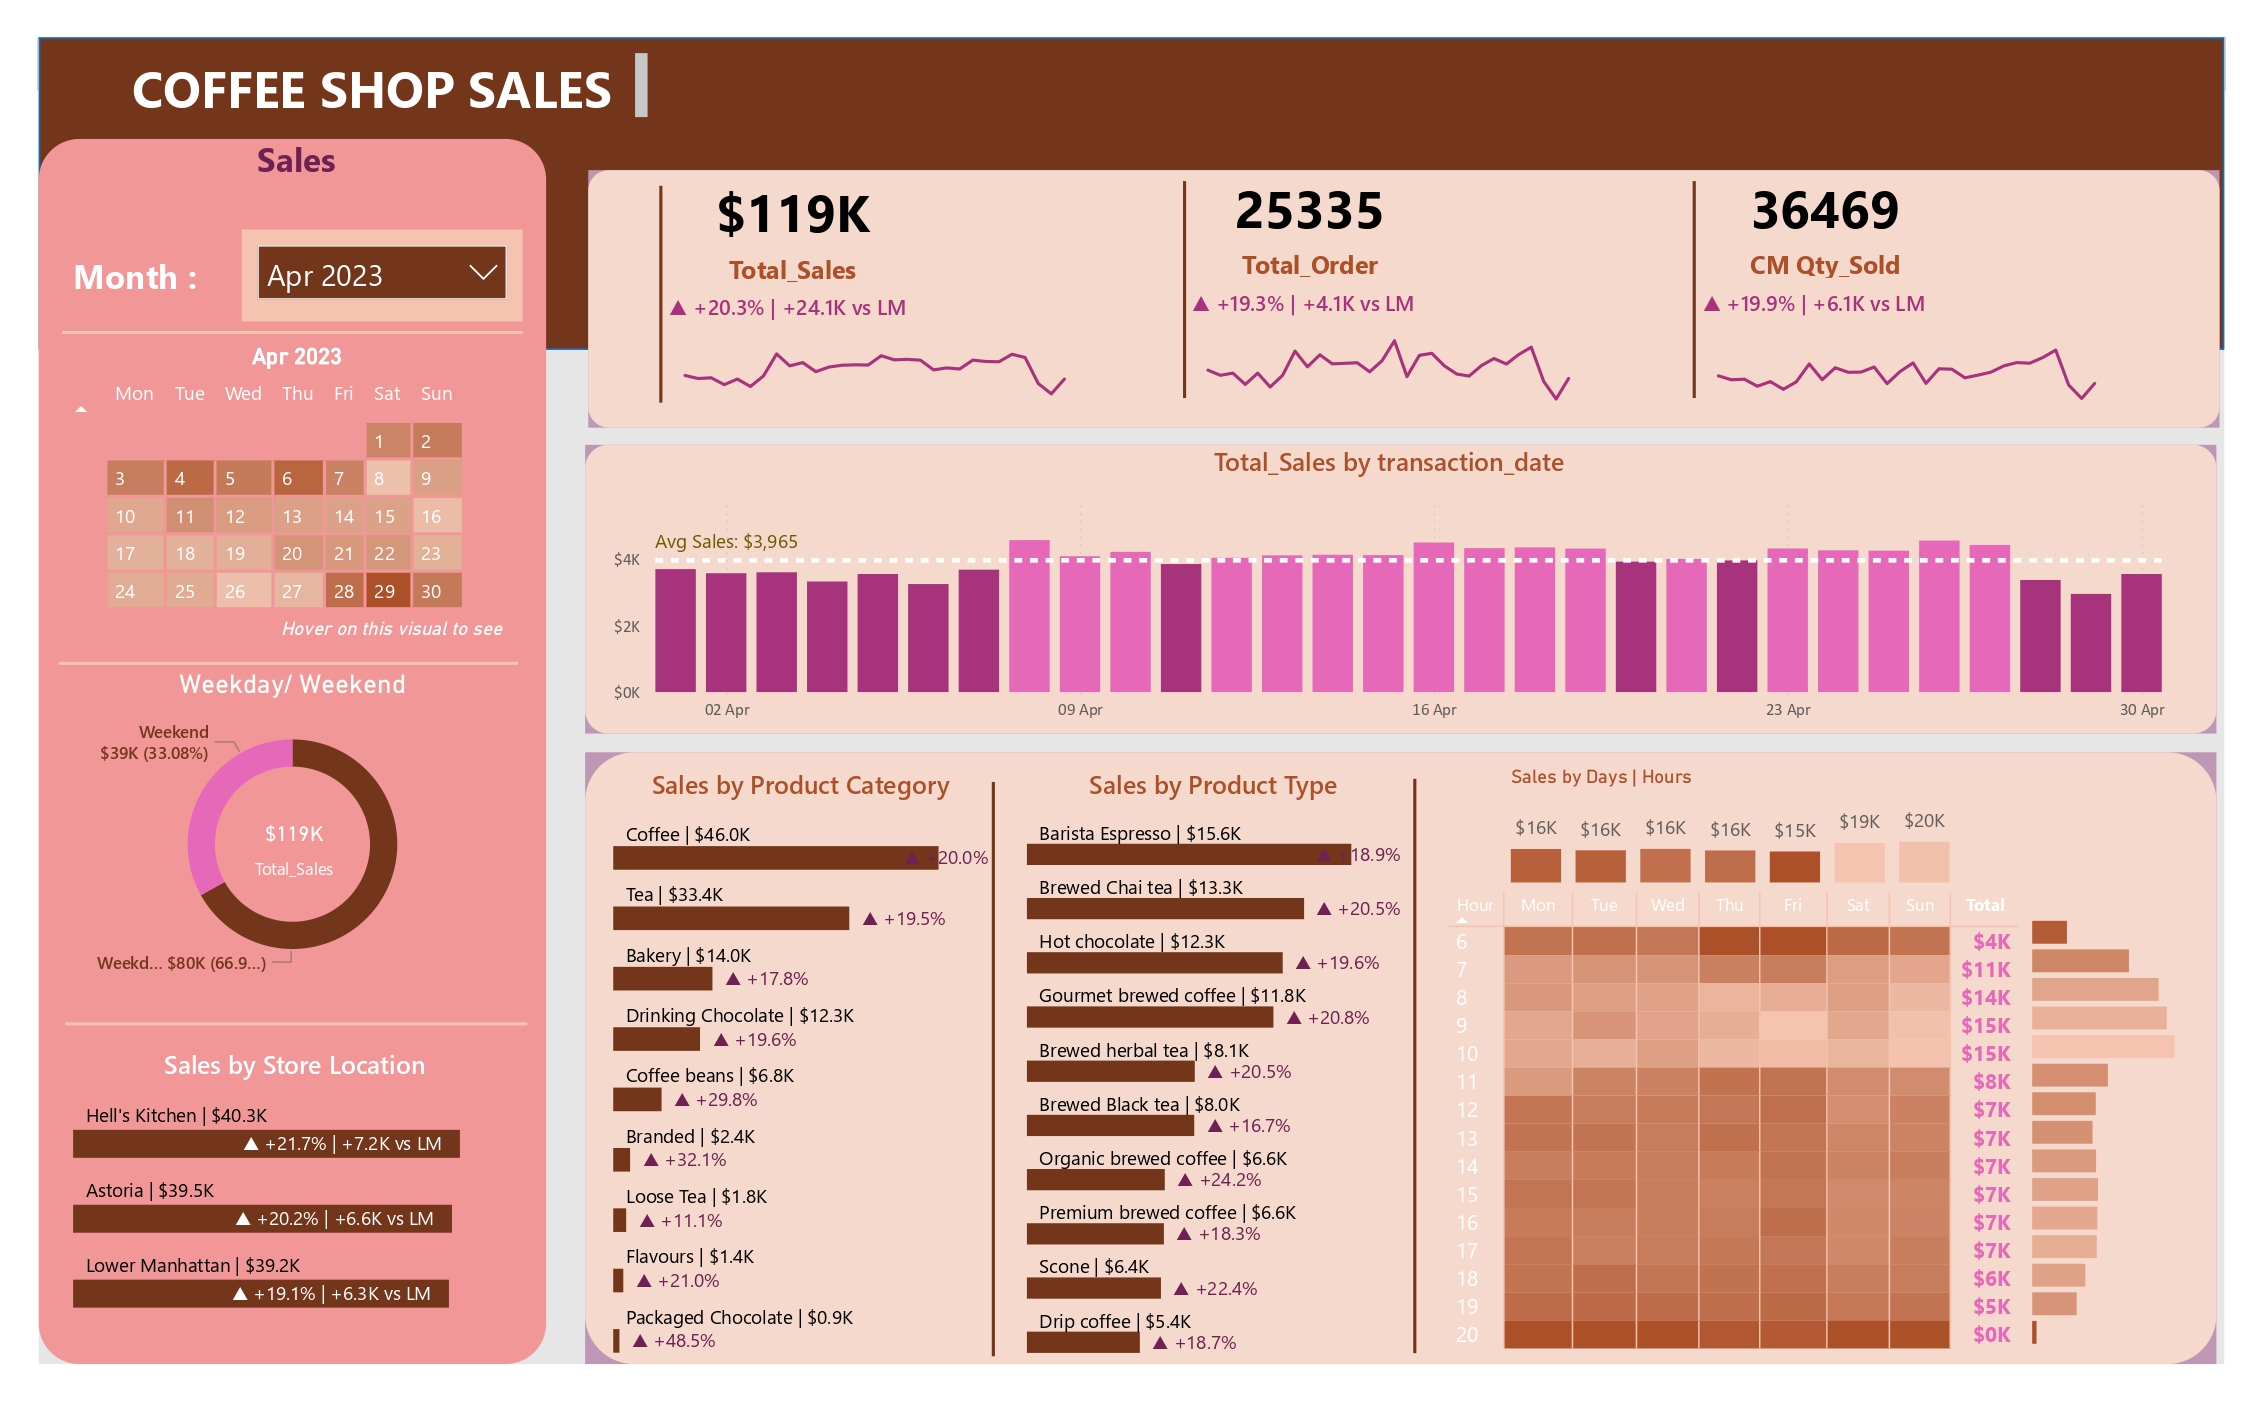 COFFEE SHOP SALES
Sales
Month :
Apr 2023
Apr 2023
Mon Tue Wed Thu Fri Sat Sun
1 2
3 4 5 6 7 8 9
10 11 12 13 14 15 16
17 18 19 20 21 22 23
24 25 26 27 28 29 30
Hover on this visual to see
Weekday/ Weekend
Weekend
$39K (33.08%)
$119K
Total_Sales
Weekd... $80K (66.9...)
Sales by Store Location
Hell's Kitchen | $40.3K
▲ +21.7% | +7.2K vs LM
Astoria | $39.5K
▲ +20.2% | +6.6K vs LM
Lower Manhattan | $39.2K
▲ +19.1% | +6.3K vs LM
$119K
Total_Sales
▲ +20.3% | +24.1K vs LM
25335
Total_Order
▲ +19.3% | +4.1K vs LM
36469
CM Qty_Sold
▲ +19.9% | +6.1K vs LM
Total_Sales by transaction_date
Avg Sales: $3,965
$4K
$2K
$0K
02 Apr 09 Apr 16 Apr 23 Apr 30 Apr
Sales by Product Category
Coffee | $46.0K
▲ +20.0%
Tea | $33.4K
▲ +19.5%
Bakery | $14.0K
▲ +17.8%
Drinking Chocolate | $12.3K
▲ +19.6%
Coffee beans | $6.8K
▲ +29.8%
Branded | $2.4K
▲ +32.1%
Loose Tea | $1.8K
▲ +11.1%
Flavours | $1.4K
▲ +21.0%
Packaged Chocolate | $0.9K
▲ +48.5%
Sales by Product Type
Barista Espresso | $15.6K
▲ +18.9%
Brewed Chai tea | $13.3K
▲ +20.5%
Hot chocolate | $12.3K
▲ +19.6%
Gourmet brewed coffee | $11.8K
▲ +20.8%
Brewed herbal tea | $8.1K
▲ +20.5%
Brewed Black tea | $8.0K
▲ +16.7%
Organic brewed coffee | $6.6K
▲ +24.2%
Premium brewed coffee | $6.6K
▲ +18.3%
Scone | $6.4K
▲ +22.4%
Drip coffee | $5.4K
▲ +18.7%
Sales by Days | Hours
$16K $16K $16K $16K $15K $19K $20K
Hour Mon Tue Wed Thu Fri Sat Sun Total
6 $4K
7 $11K
8 $14K
9 $15K
10 $15K
11 $8K
12 $7K
13 $7K
14 $7K
15 $7K
16 $7K
17 $7K
18 $6K
19 $5K
20 $0K